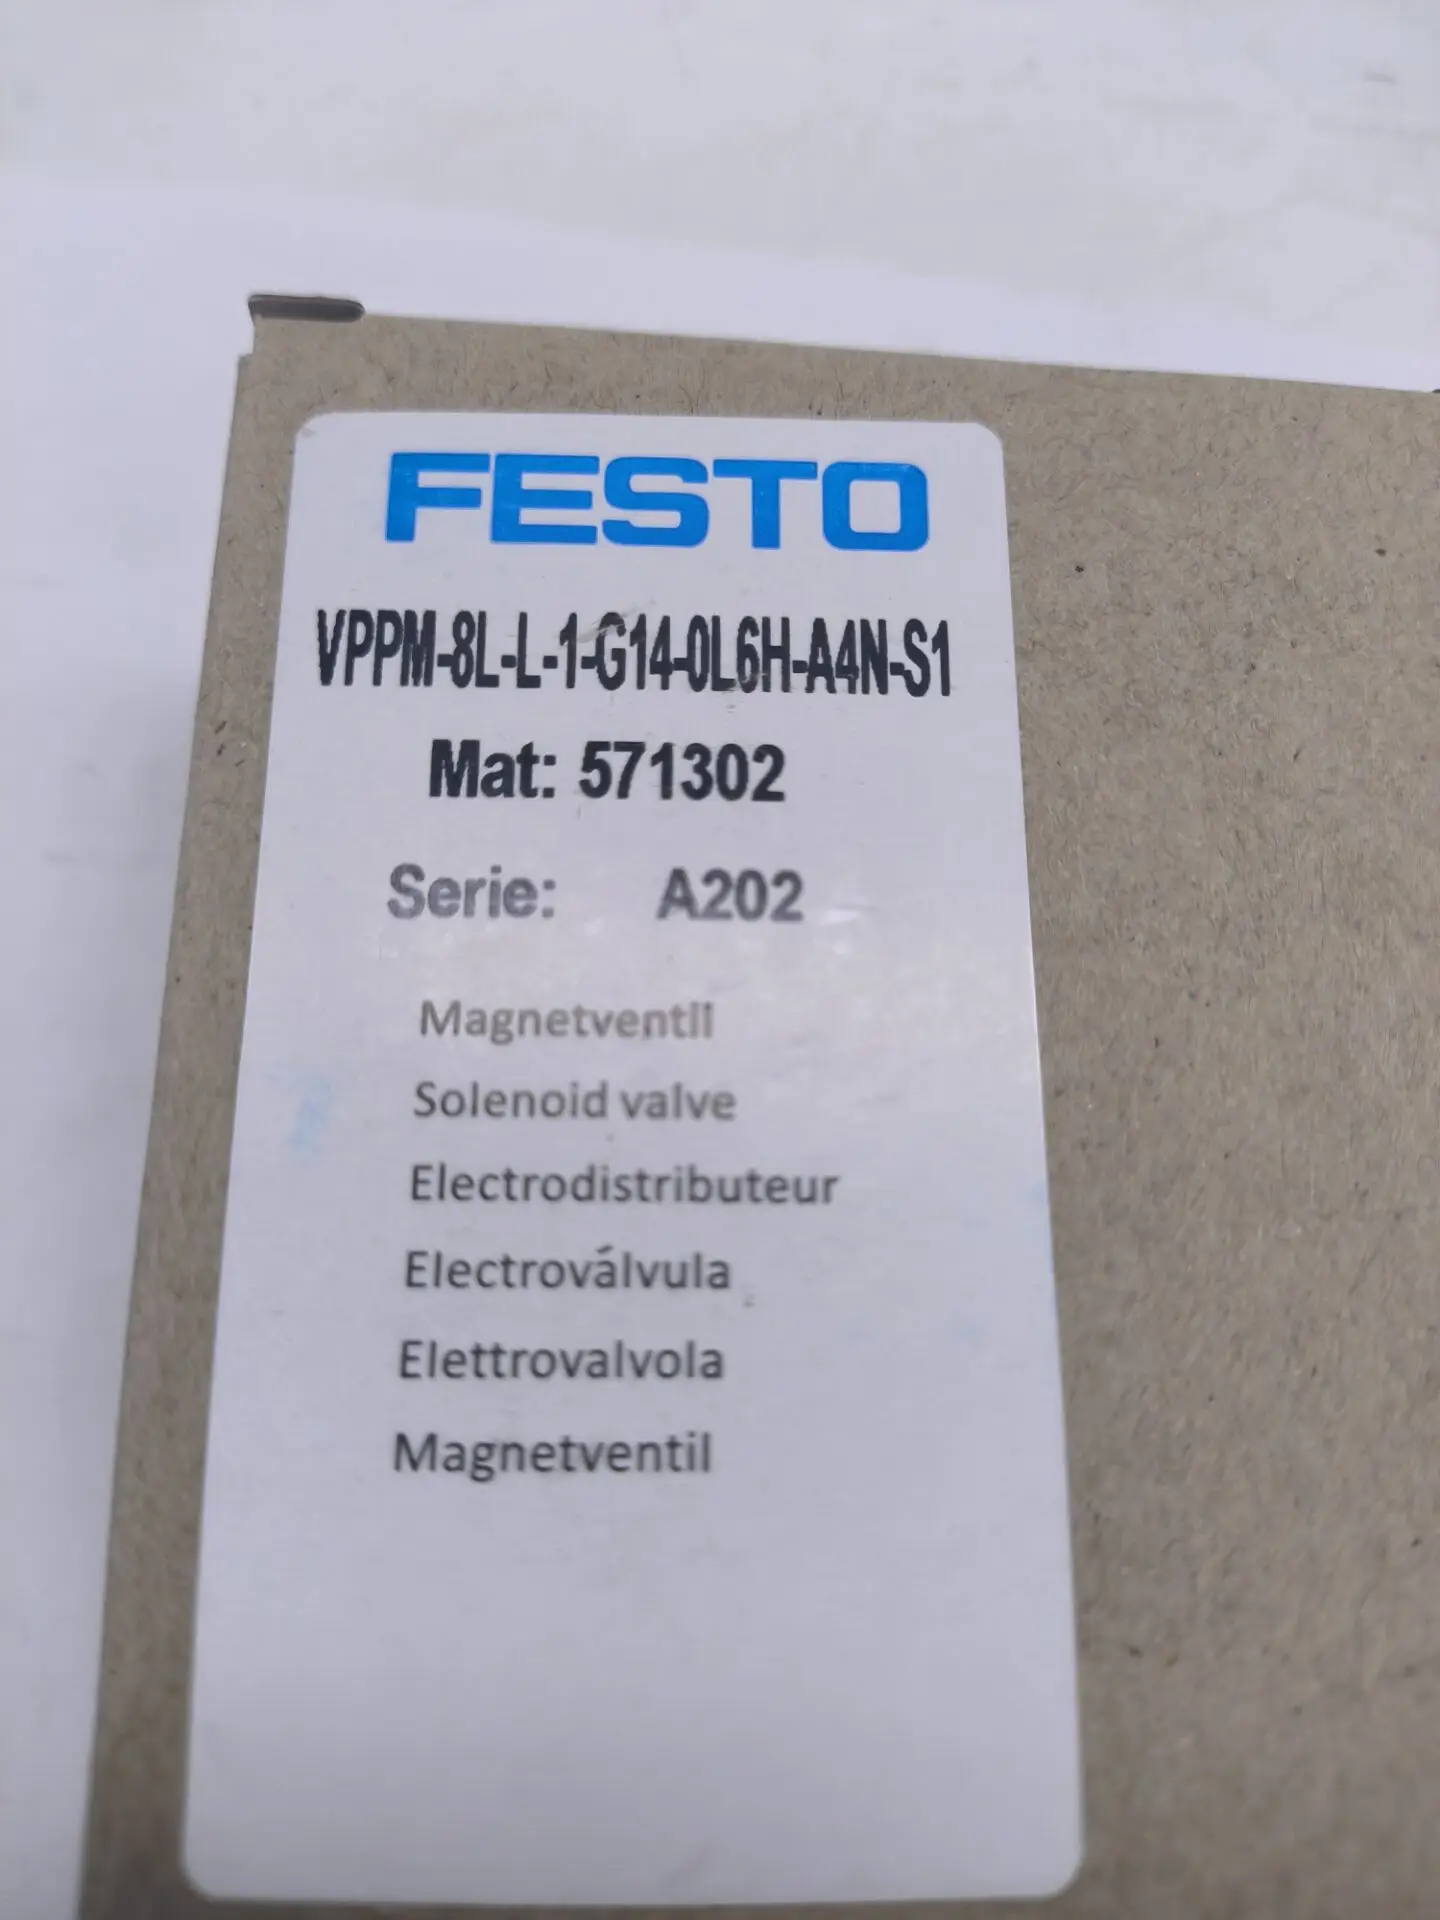 FESTO
VPPM-8L-L-1-G14-0L6H-A4N-S1
Mat: 571302
Serie: A202
Magnetventil
Solenoid valve
Electrodistributeur
Electroválvula
Elettrovalvola
Magnetventil